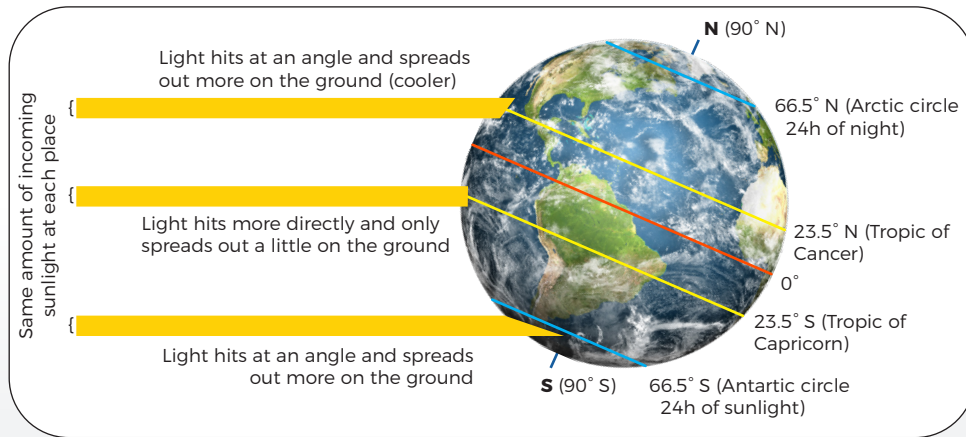 N (90° N)
Light hits at an angle and spreads
out more on the ground (cooler)
66.5° N (Arctic circle
24h of night)
Same amount of incoming
sunlight at each place
{
{
{
Light hits more directly and only
spreads out a little on the ground
23.5° N (Tropic of
Cancer)
0°
23.5° S (Tropic of
Capricorn)
Light hits at an angle and spreads
out more on the ground
S (90° S)
66.5° S (Antartic circle
24h of sunlight)